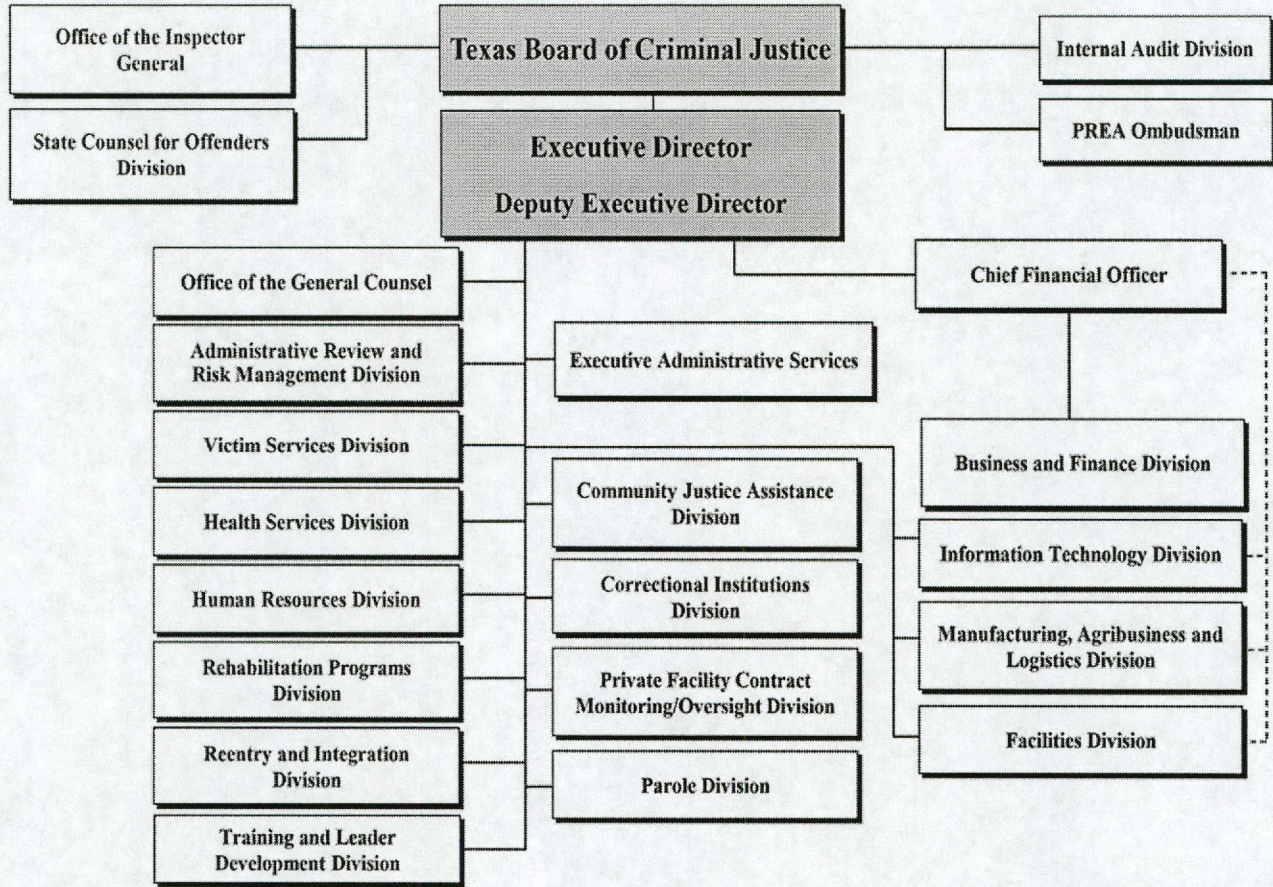 Office of the Inspector
General
Texas Board of Criminal Justice
Internal Audit Division
State Counsel for Offenders
Division
PREA Ombudsman
Executive Director
Deputy Executive Director
Office of the General Counsel
Chief Financial Officer
Administrative Review and
Risk Management Division
Executive Administrative Services
Victim Services Division
Business and Finance Division
Community Justice Assistance
Division
Health Services Division
Information Technology Division
Human Resources Division
Correctional Institutions
Division
Manufacturing, Agribusiness and
Logistics Division
Rehabilitation Programs
Division
Private Facility Contract
Monitoring/Oversight Division
Facilities Division
Reentry and Integration
Division
Parole Division
Training and Leader
Development Division